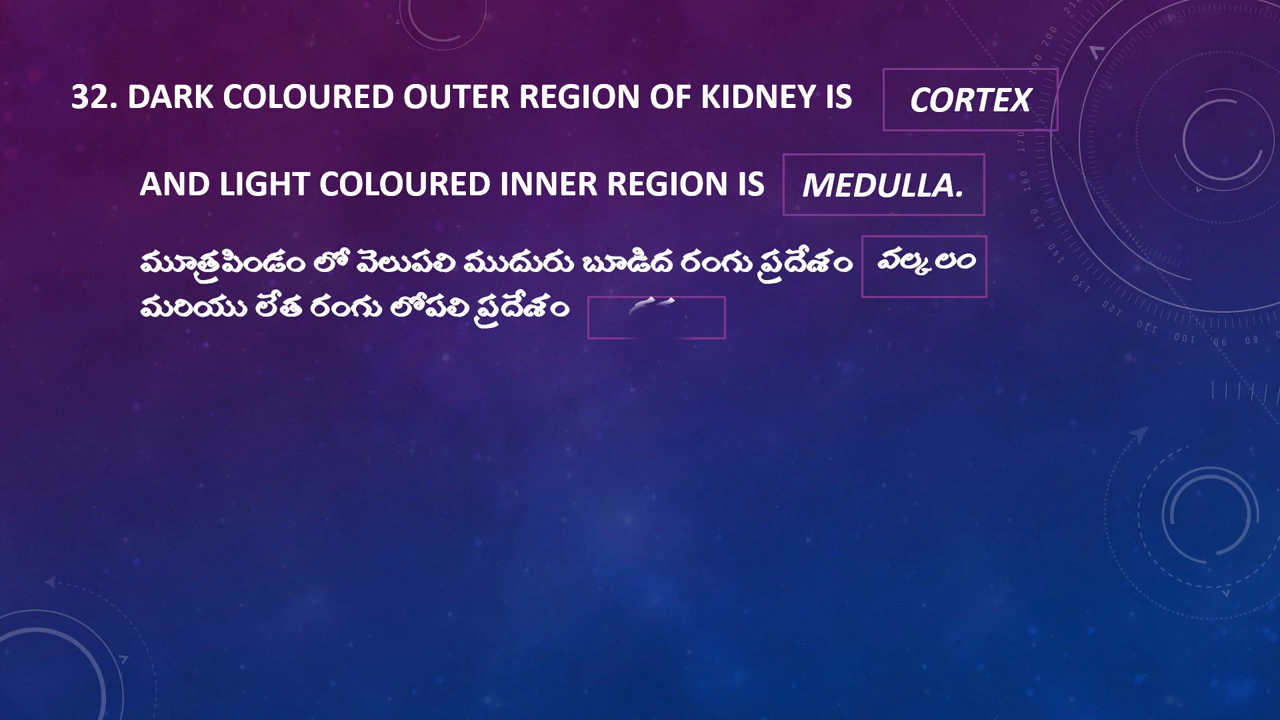 32. DARK COLOURED OUTER REGION OF KIDNEY IS CORTEX
AND LIGHT COLOURED INNER REGION IS MEDULLA.
మూత్రపిండం లో వెలుపలి ముదురు బూడిద రంగు ప్రదేశం వల్కలం
మరియు లేత రంగు లోపలి ప్రదేశం